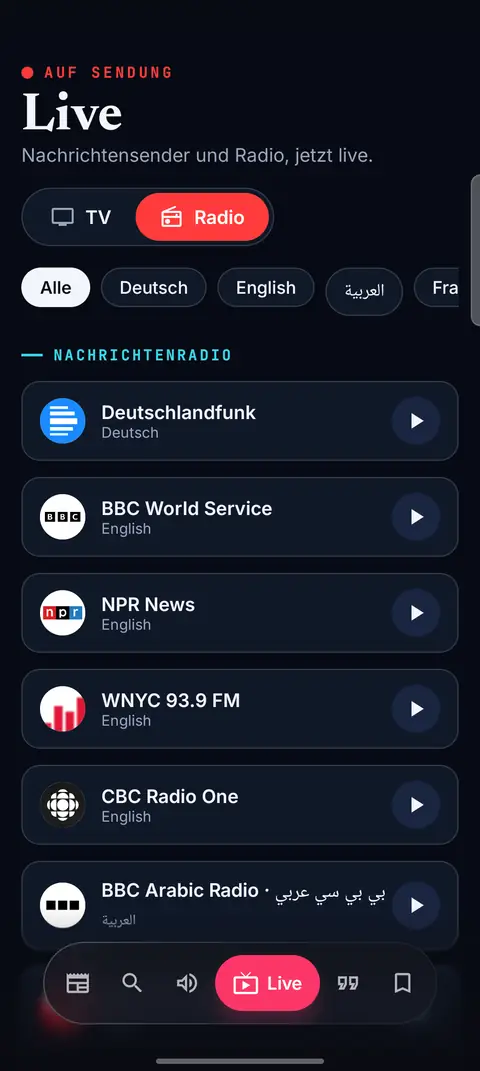 AUF SENDUNG
Live
Nachrichtensender und Radio, jetzt live.
TV
Radio
Alle
Deutsch
English
العربية
Fra
NACHRICHTENRADIO
Deutschlandfunk
Deutsch
BBC
BBC World Service
English
npr
NPR News
English
WNYC 93.9 FM
English
CBC Radio One
English
BBC Arabic Radio · بي بي سي عربي
العربية
Live